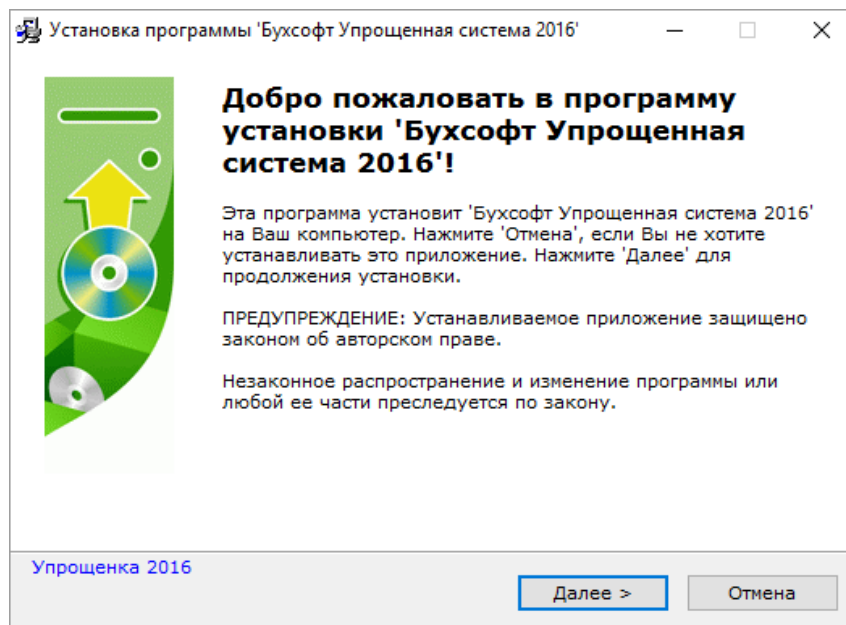 Установка программы 'Бухсофт Упрощенная система 2016'
Добро пожаловать в программу
установки 'Бухсофт Упрощенная
система 2016'!
Эта программа установит 'Бухсофт Упрощенная система 2016'
на Ваш компьютер. Нажмите 'Отмена', если Вы не хотите
устанавливать это приложение. Нажмите 'Далее' для
продолжения установки.
ПРЕДУПРЕЖДЕНИЕ: Устанавливаемое приложение защищено
законом об авторском праве.
Незаконное распространение и изменение программы или
любой ее части преследуется по закону.
Упрощенка 2016
Далее >
Отмена